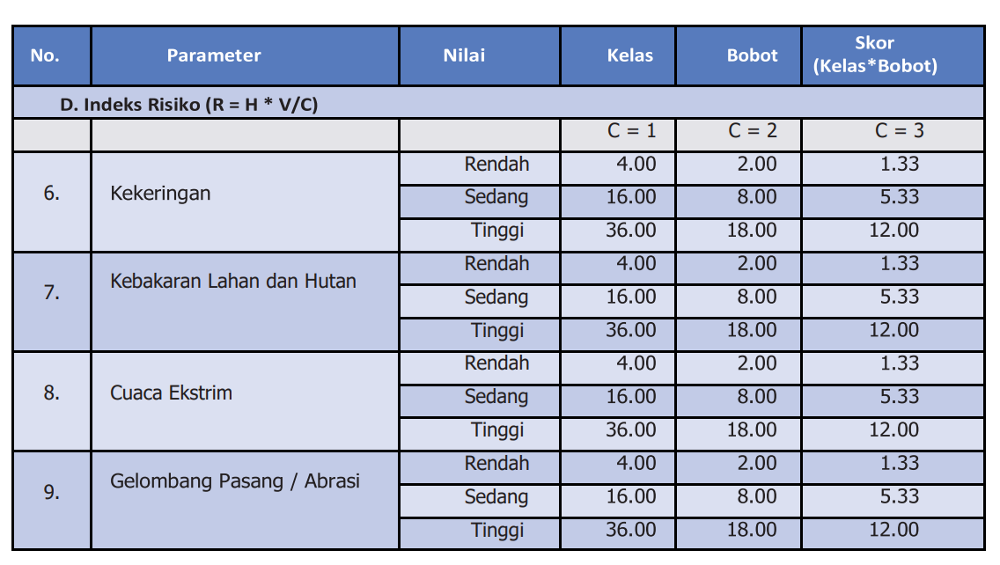 No. Parameter Nilai Kelas Bobot Skor (Kelas*Bobot)
D. Indeks Risiko (R = H * V/C)
C = 1 C = 2 C = 3
6. Kekeringan Rendah 4.00 2.00 1.33
Sedang 16.00 8.00 5.33
Tinggi 36.00 18.00 12.00
7. Kebakaran Lahan dan Hutan Rendah 4.00 2.00 1.33
Sedang 16.00 8.00 5.33
Tinggi 36.00 18.00 12.00
8. Cuaca Ekstrim Rendah 4.00 2.00 1.33
Sedang 16.00 8.00 5.33
Tinggi 36.00 18.00 12.00
9. Gelombang Pasang / Abrasi Rendah 4.00 2.00 1.33
Sedang 16.00 8.00 5.33
Tinggi 36.00 18.00 12.00